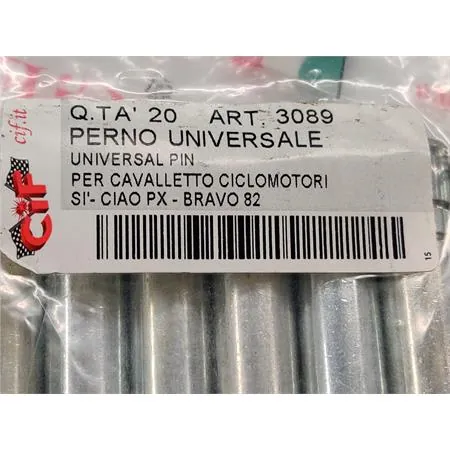 Q.TA' 20 ART. 3089
PERNO UNIVERSALE
UNIVERSAL PIN
PER CAVALLETTO CICLOMOTORI
SI'- CIAO PX - BRAVO 82
cif.it
CIF
15